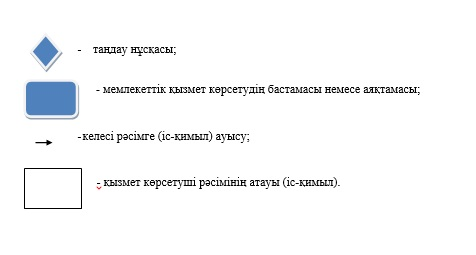 - таңдау нұсқасы;
- мемлекеттік қызмет көрсетудің бастамасы немесе аяқтамасы;
-келесі рәсімге (іс-қимыл) ауысу;
- қызмет көрсетуші рәсімінің атауы (іс-қимыл).